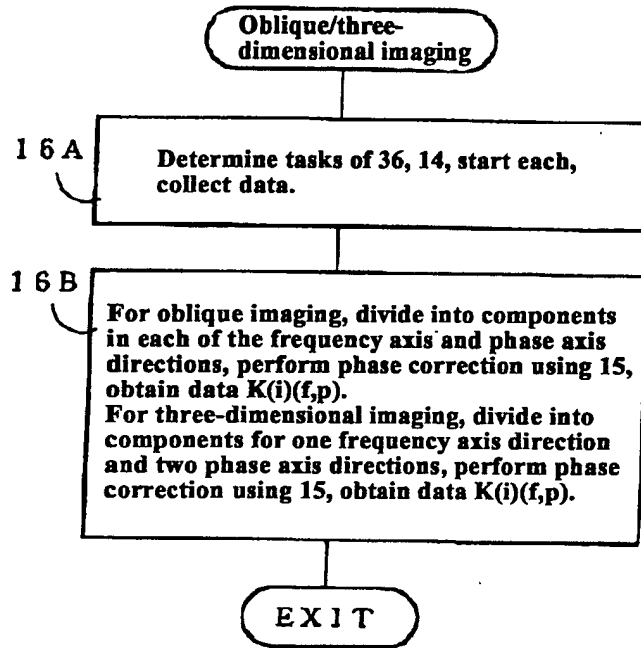 Oblique/three-
dimensional imaging
16A
Determine tasks of 36, 14, start each,
collect data.
16B
For oblique imaging, divide into components
in each of the frequency axis and phase axis
directions, perform phase correction using 15,
obtain data K(i)(f,p).
For three-dimensional imaging, divide into
components for one frequency axis direction
and two phase axis directions, perform phase
correction using 15, obtain data K(i)(f,p).
EXIT